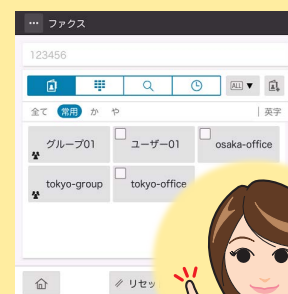 ... ファクス
123456
ALL ▼
全て 常用 か や | 英字
グループ01 ユーザー01 osaka-office
tokyo-group tokyo-office
リセッ